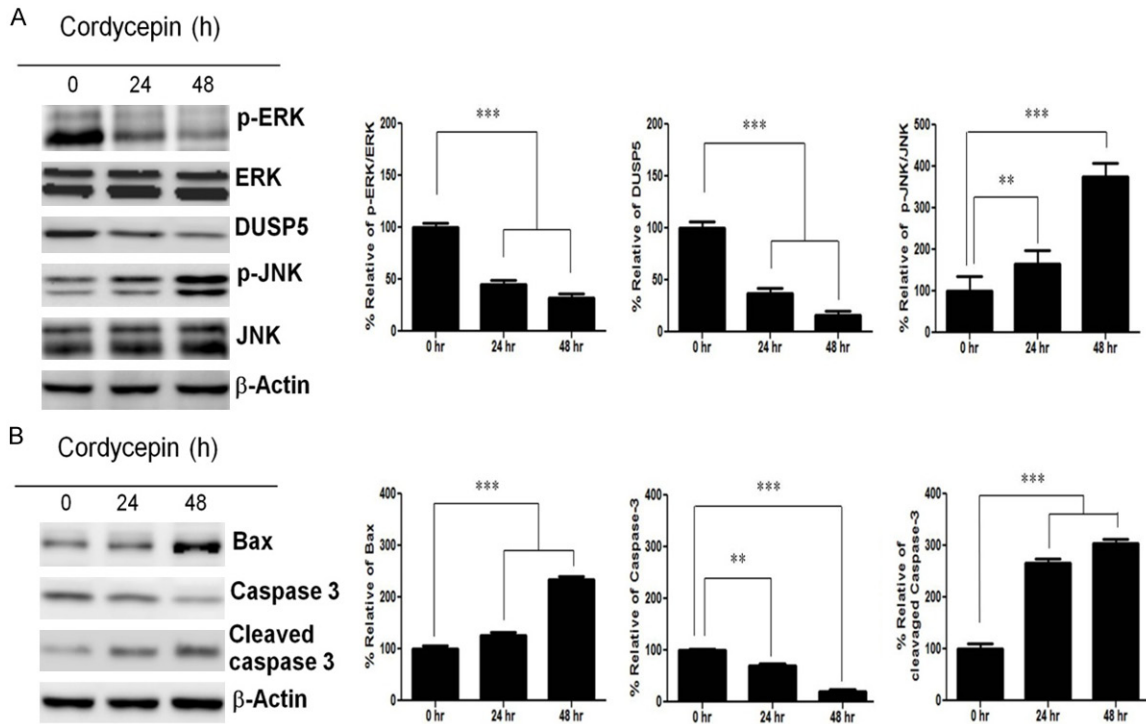 A
Cordycepin (h)
0 24 48
p-ERK
ERK
DUSP5
p-JNK
JNK
β-Actin
% Relative of p-ERK/ERK
200
150
100
50
0
***
0 hr 24 hr 48 hr
% Relative of DUSP5
200
150
100
50
0
***
0 hr 24 hr 48 hr
% Relative of p-JNK/JNK
500
400
300
200
100
0
***
**
0 hr 24 hr 48 hr
B
Cordycepin (h)
0 24 48
Bax
Caspase 3
Cleaved
caspase 3
β-Actin
% Relative of Bax
400
300
200
100
0
***
0 hr 24 hr 48 hr
% Relative of Caspase-3
400
300
200
100
0
***
**
0 hr 24 hr 48 hr
% Relative of
cleavaged Caspase-3
400
300
200
100
0
***
0 hr 24 hr 48 hr